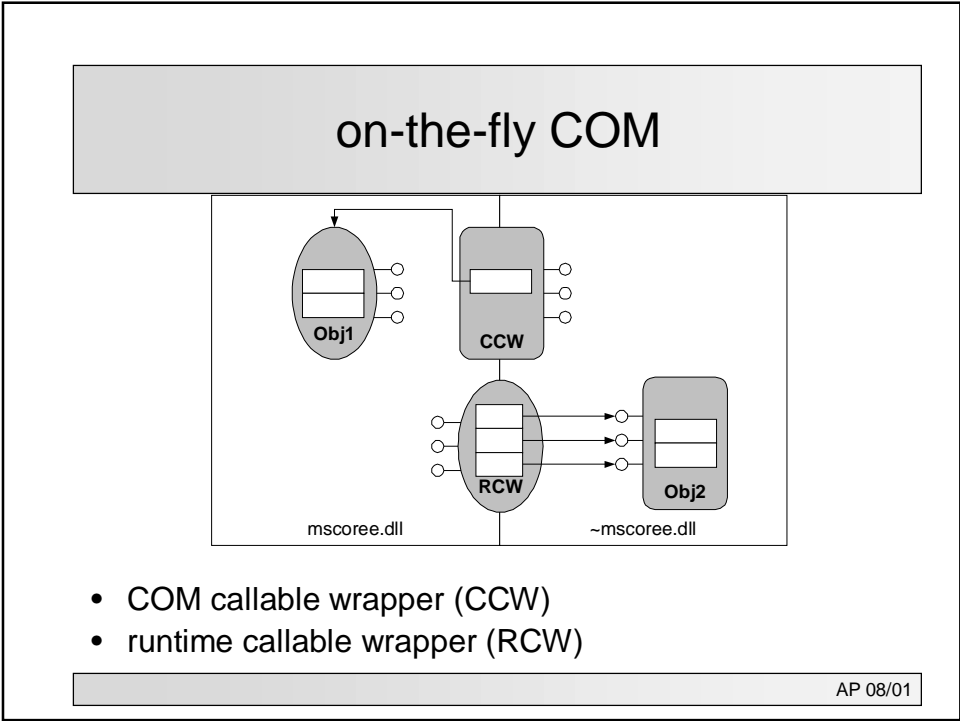 on-the-fly COM
Obj1
CCW
RCW
Obj2
mscoree.dll
~mscoree.dll
• COM callable wrapper (CCW)
• runtime callable wrapper (RCW)
AP 08/01